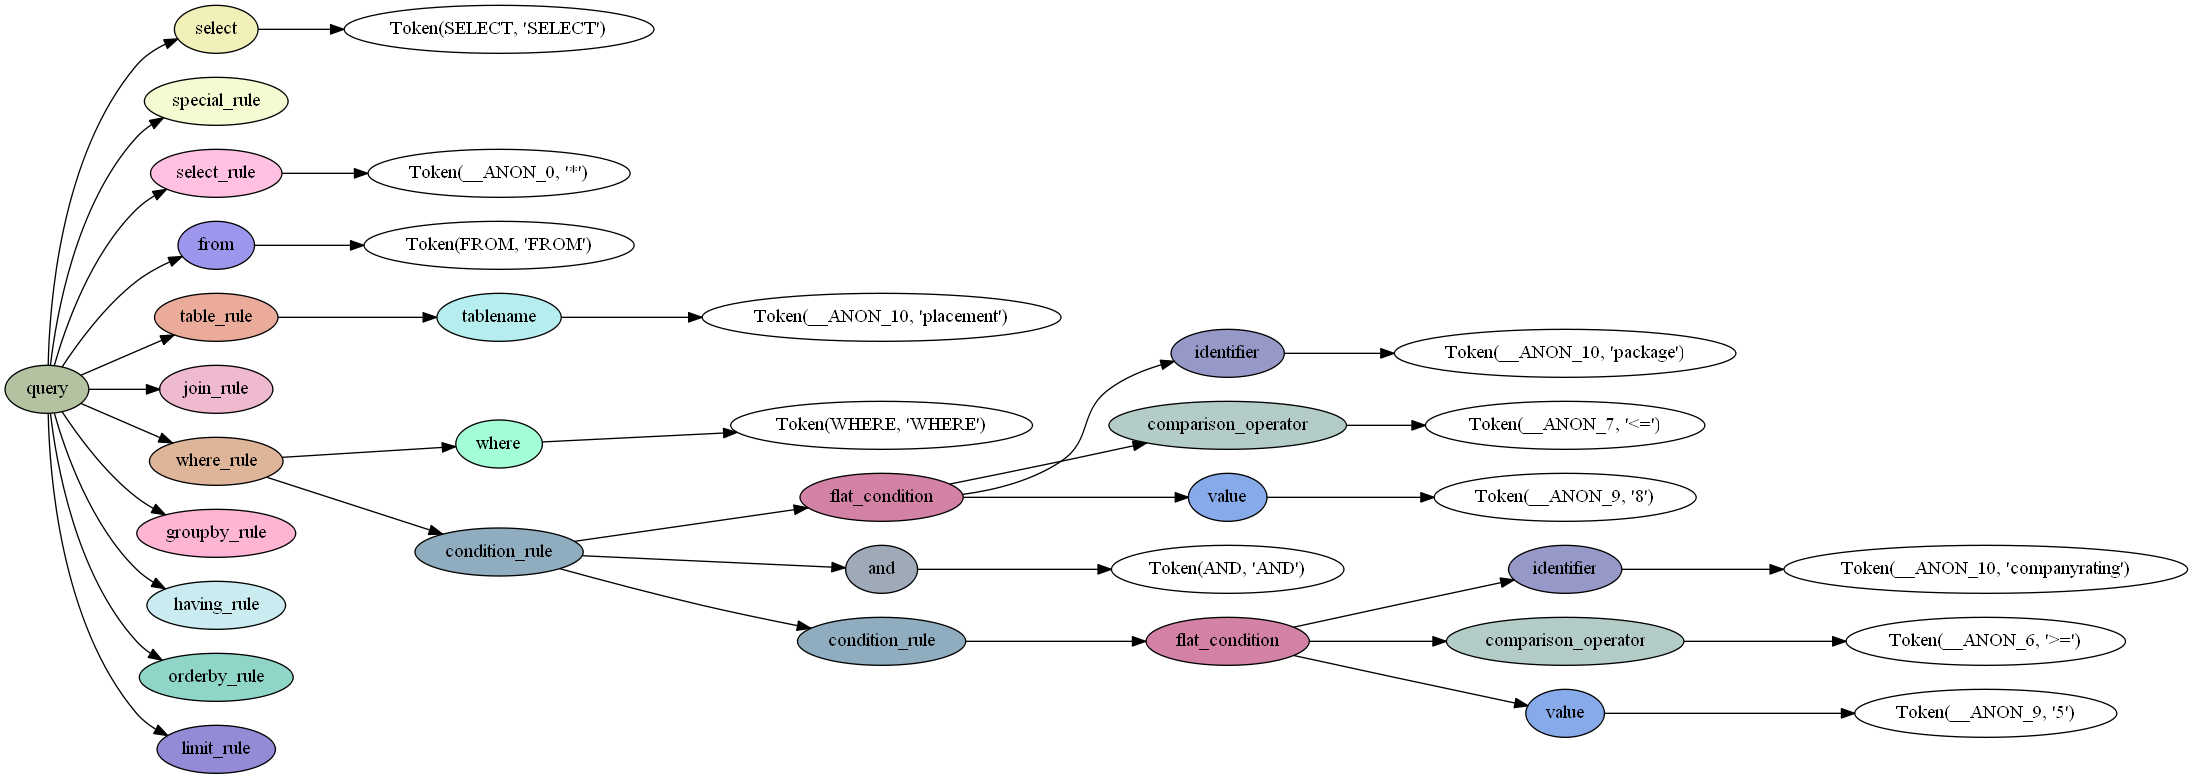 select
Token(SELECT, 'SELECT')
special_rule
select_rule
Token(__ANON_0, '*')
from
Token(FROM, 'FROM')
table_rule
tablename
Token(__ANON_10, 'placement')
identifier
Token(__ANON_10, 'package')
query
join_rule
where
Token(WHERE, 'WHERE')
comparison_operator
Token(__ANON_7, '<=')
where_rule
flat_condition
value
Token(__ANON_9, '8')
groupby_rule
condition_rule
and
Token(AND, 'AND')
identifier
Token(__ANON_10, 'companyrating')
having_rule
condition_rule
flat_condition
comparison_operator
Token(__ANON_6, '>=')
orderby_rule
value
Token(__ANON_9, '5')
limit_rule